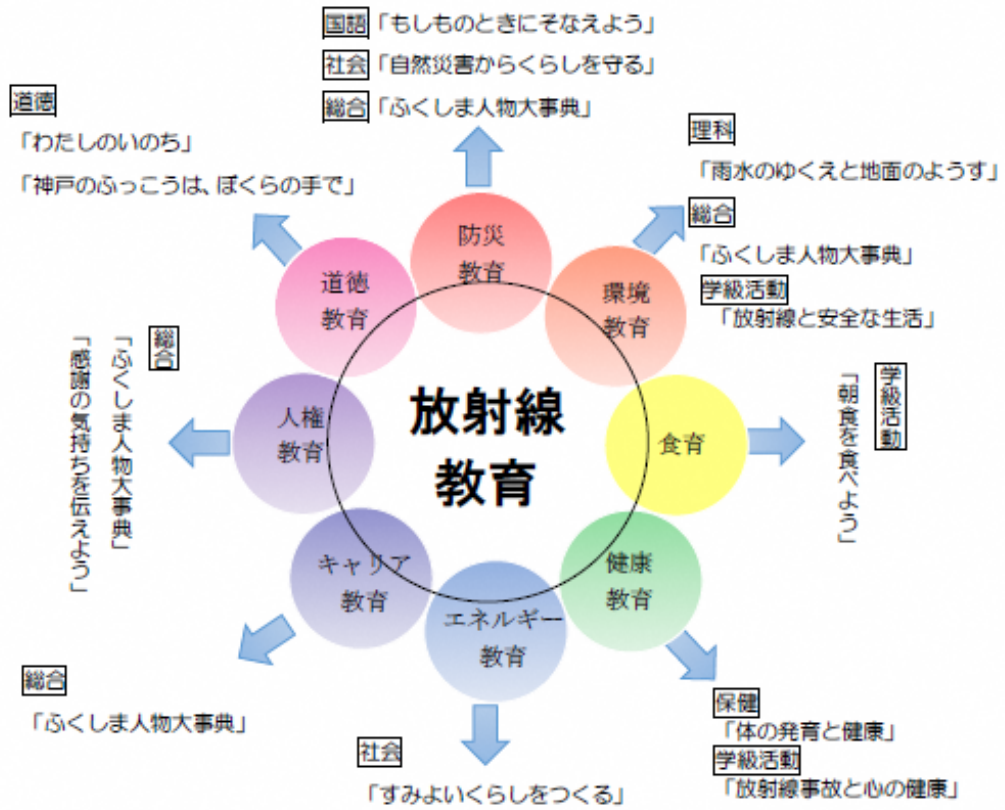 国語「もしものときにそなえよう」
社会「自然災害からくらしを守る」
総合「ふくしま人物大事典」
道徳
「わたしのいのち」
「神戸のふっこうは、ぼくらの手で」
理科
「雨水のゆくえと地面のようす」
総合
「ふくしま人物大事典」
学級活動
「放射線と安全な生活」
防災
教育
道徳
教育
環境
教育
総合
「ふくしま人物大事典」
「感謝の気持ちを伝えよう」
人権
教育
放射線
教育
食育
学級活動
「朝食を食べよう」
キャリア
教育
エネルギー
教育
健康
教育
総合
「ふくしま人物大事典」
社会
「すみよいくらしをつくる」
保健
「体の発育と健康」
学級活動
「放射線事故と心の健康」